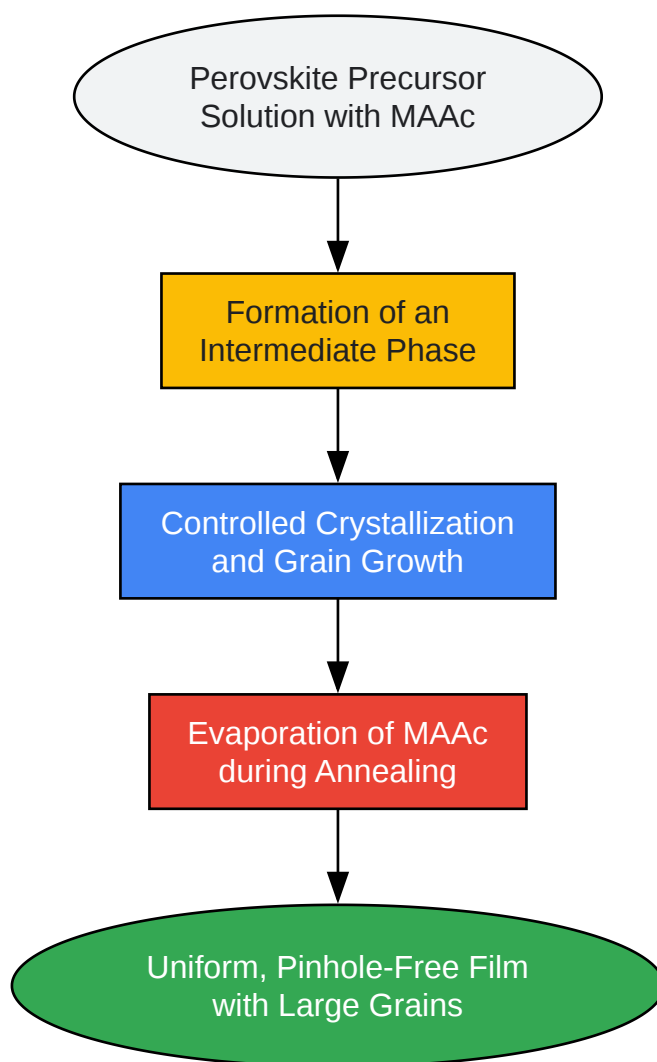 Perovskite Precursor
Solution with MAAc
Formation of an
Intermediate Phase
Controlled Crystallization
and Grain Growth
Evaporation of MAAc
during Annealing
Uniform, Pinhole-Free Film
with Large Grains